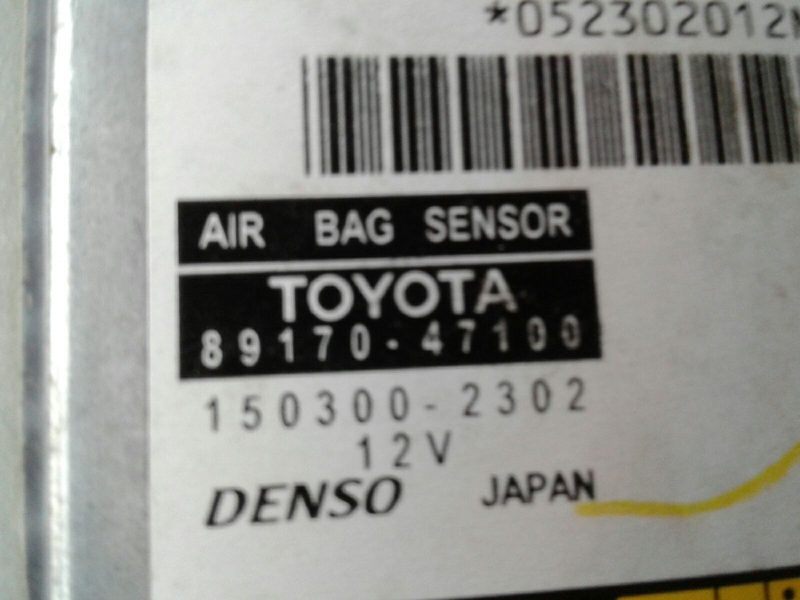 *052302012
AIR BAG SENSOR
TOYOTA
89170-47100
150300-2302
12V
DENSO JAPAN